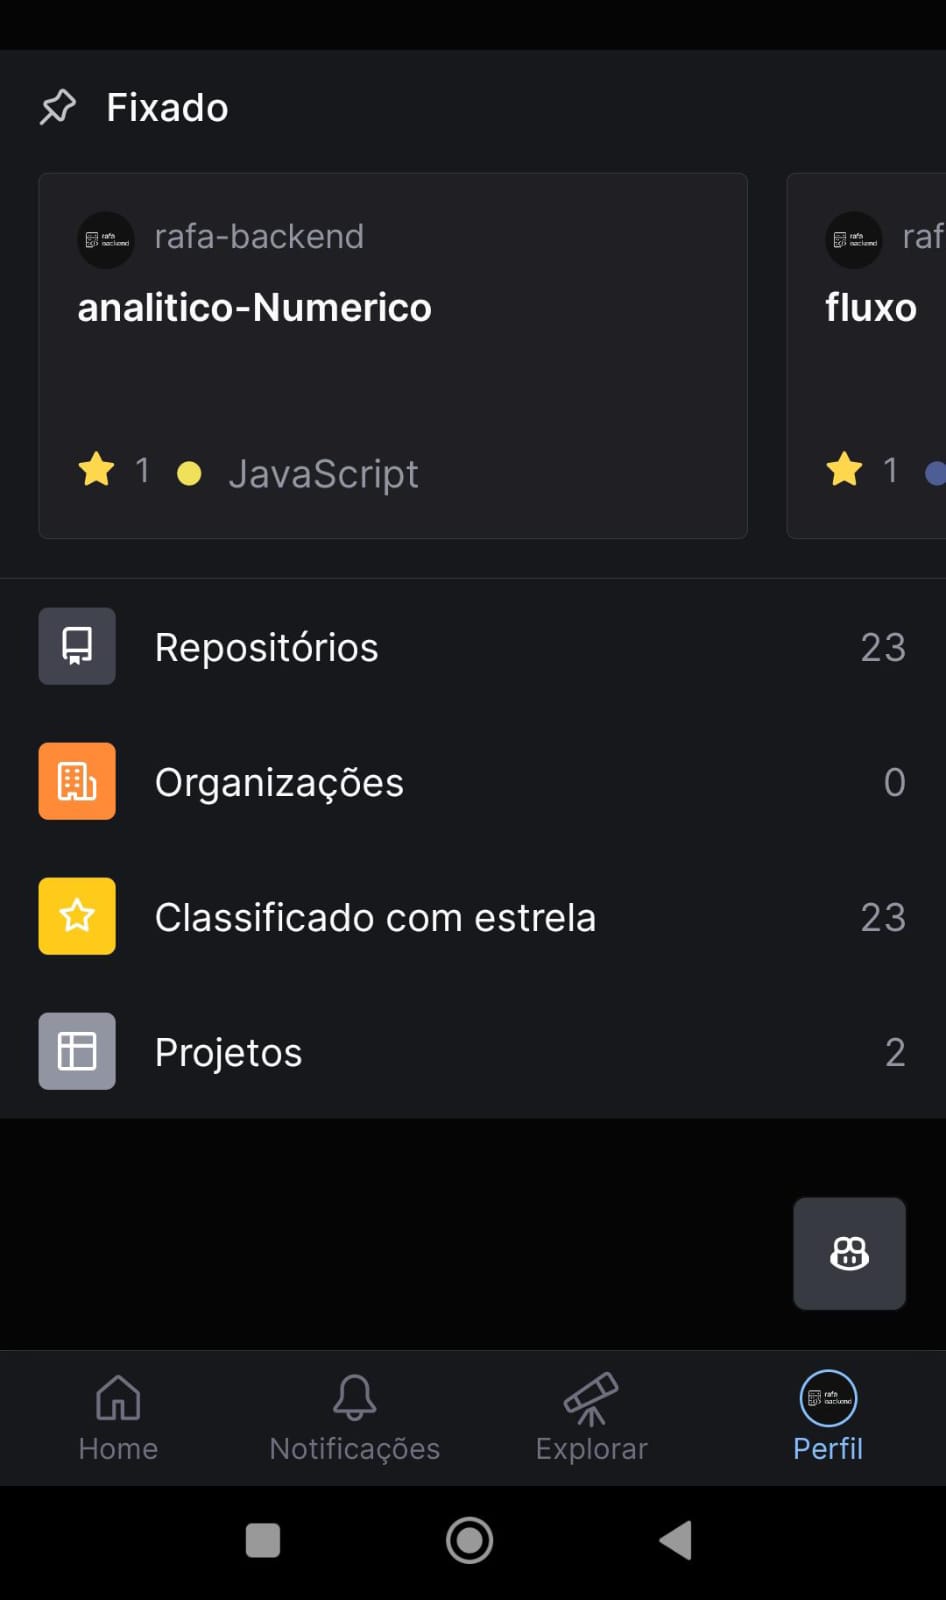 Fixado
rafa-backend
analitico-Numerico
1 JavaScript
raf
fluxo
1
Repositórios 23
Organizações 0
Classificado com estrela 23
Projetos 2
Home
Notificações
Explorar
Perfil